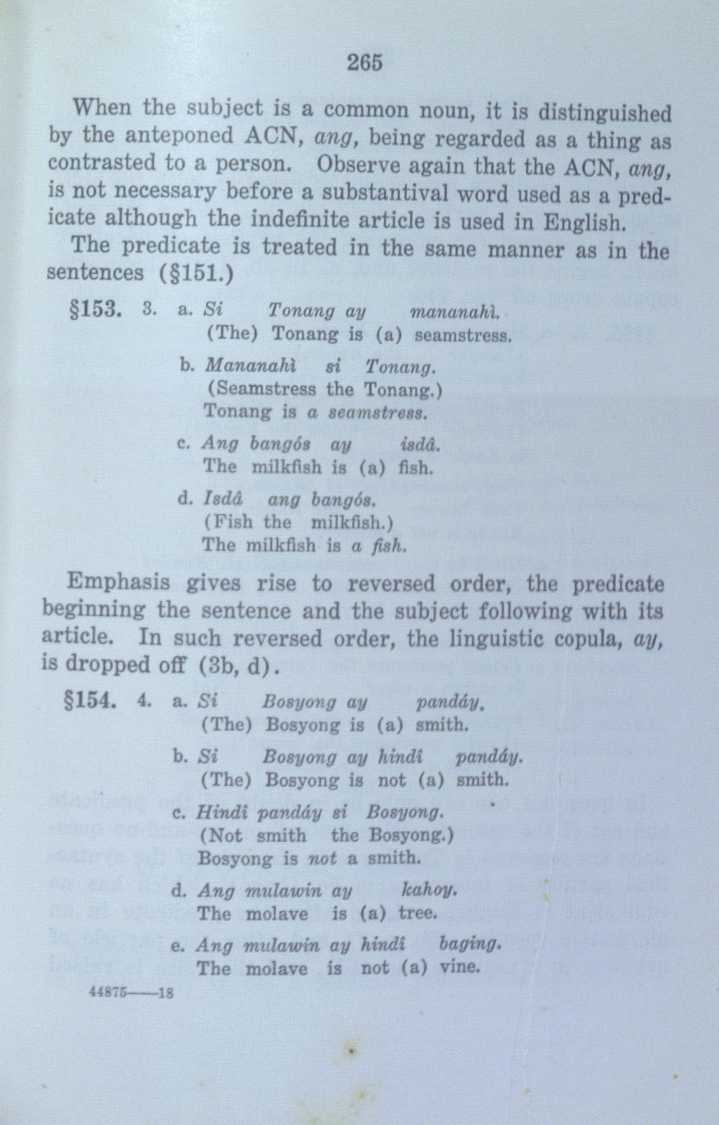 265
When the subject is a common noun, it is distinguished
by the anteponed ACN, ang, being regarded as a thing as
contrasted to a person. Observe again that the ACN, ang,
is not necessary before a substantival word used as a pred-
icate although the indefinite article is used in English.
The predicate is treated in the same manner as in the
sentences (§151.)
§153. 3. a. Si Tonang ay mananahì.
(The) Tonang is (a) seamstress.
b. Mananahì si Tonang.
(Seamstress the Tonang.)
Tonang is a seamstress.
c. Ang bangós ay isdâ.
The milkfish is (a) fish.
d. Isdâ ang bangós.
(Fish the milkfish.)
The milkfish is a fish.
Emphasis gives rise to reversed order, the predicate
beginning the sentence and the subject following with its
article. In such reversed order, the linguistic copula, ay,
is dropped off (3b, d).
§154. 4. a. Si Bosyong ay pandáy.
(The) Bosyong is (a) smith.
b. Si Bosyong ay hindî pandáy.
(The) Bosyong is not (a) smith.
c. Hindî pandáy si Bosyong.
(Not smith the Bosyong.)
Bosyong is not a smith.
d. Ang mulawin ay kahoy.
The molave is (a) tree.
e. Ang mulawin ay hindî baging.
The molave is not (a) vine.
44875——18